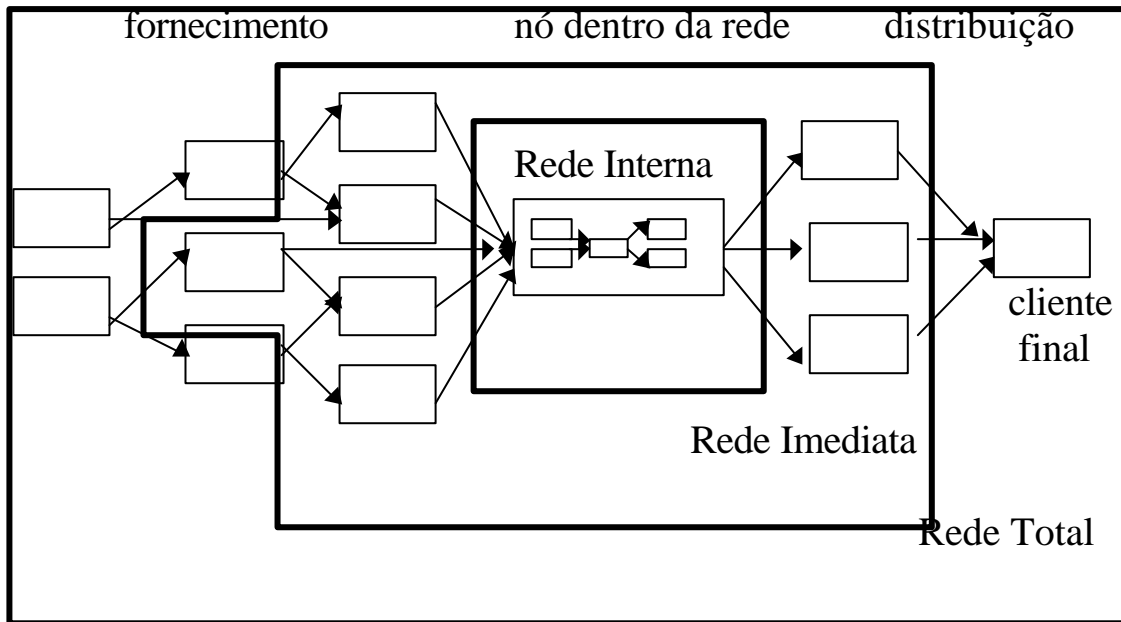 fornecimento
nó dentro da rede
distribuição
Rede Interna
cliente
final
Rede Imediata
Rede Total